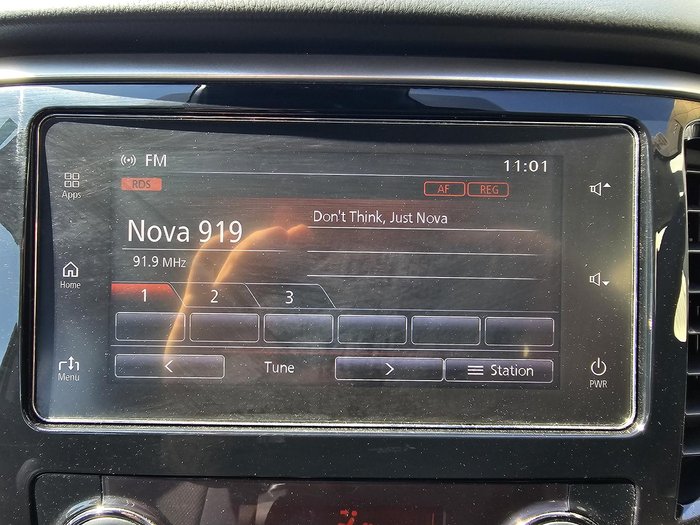 FM
11:01
RDS
AF REG
Apps
Don't Think, Just Nova
Nova 919
91.9 MHz
Home
1 2 3
< Tune > Station
Menu
PWR